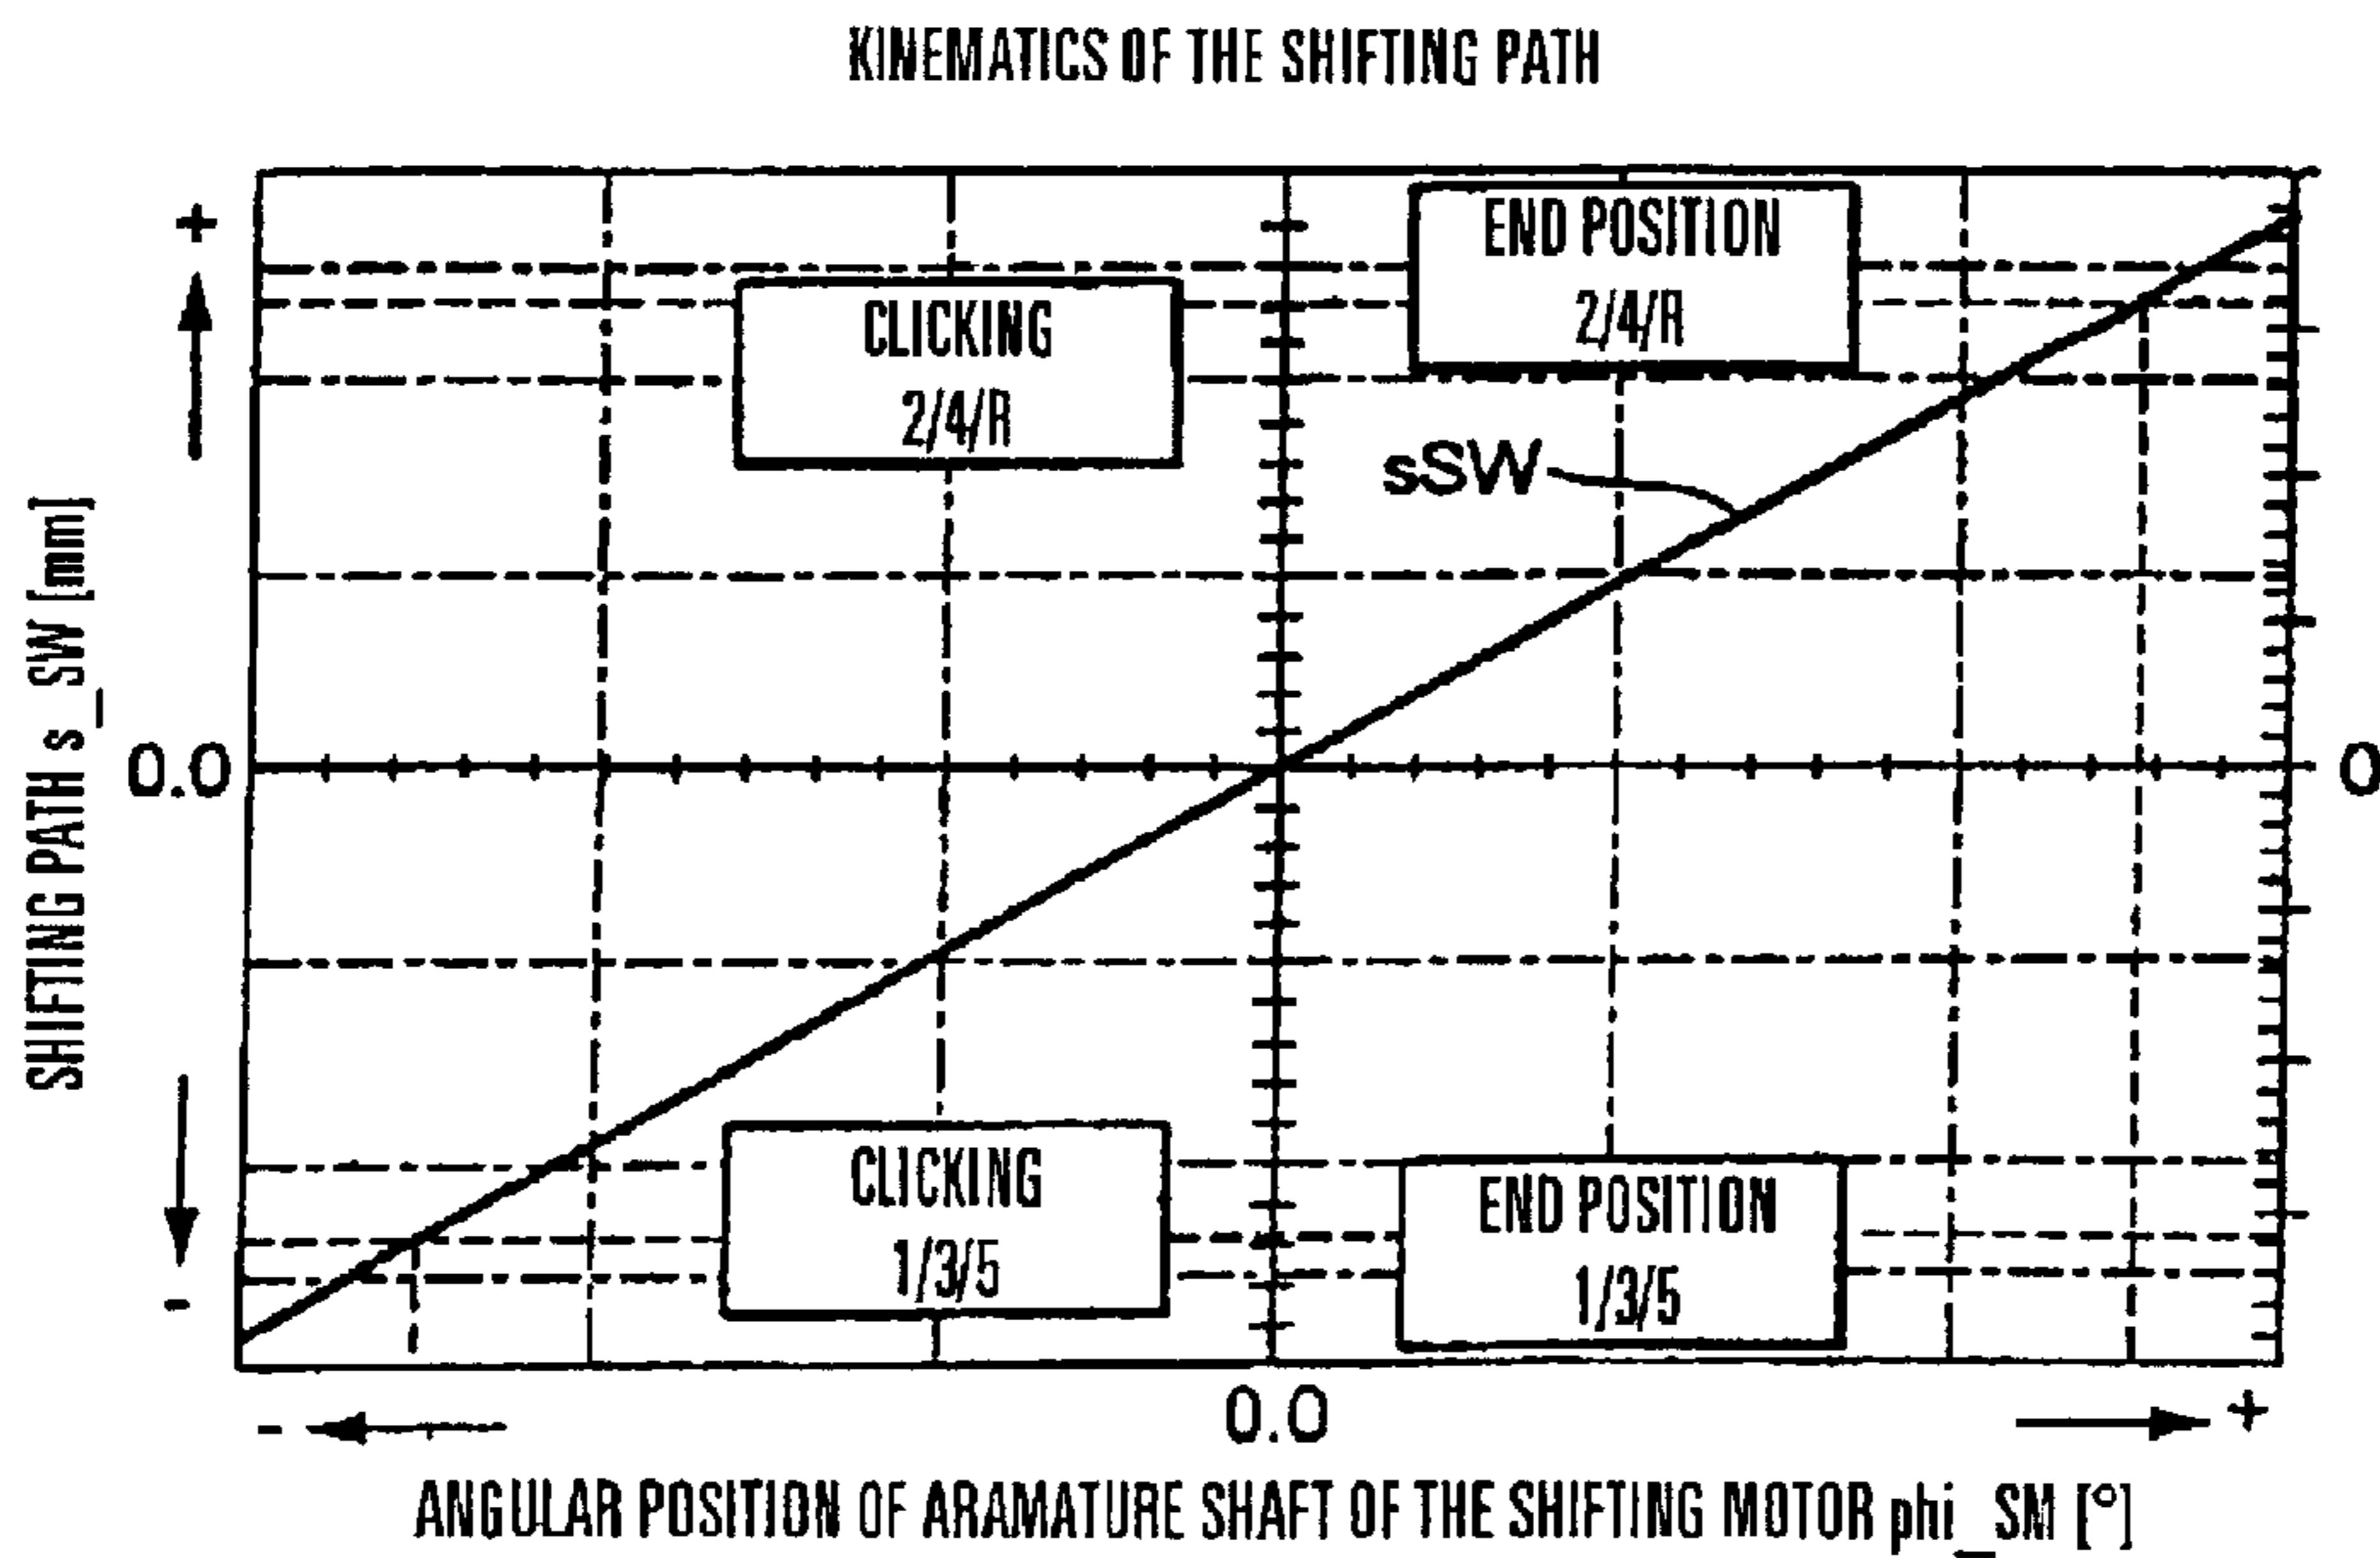 KINEMATICS OF THE SHIFTING PATH
+
END POSITION
2/4/R
CLICKING
2/4/R
sSW
SHIFTING PATH s_SW [mm]
0.0
0
CLICKING
1/3/5
END POSITION
1/3/5
-
-
0.0
+
ANGULAR POSITION OF ARAMATURE SHAFT OF THE SHIFTING MOTOR phi_SM [°]